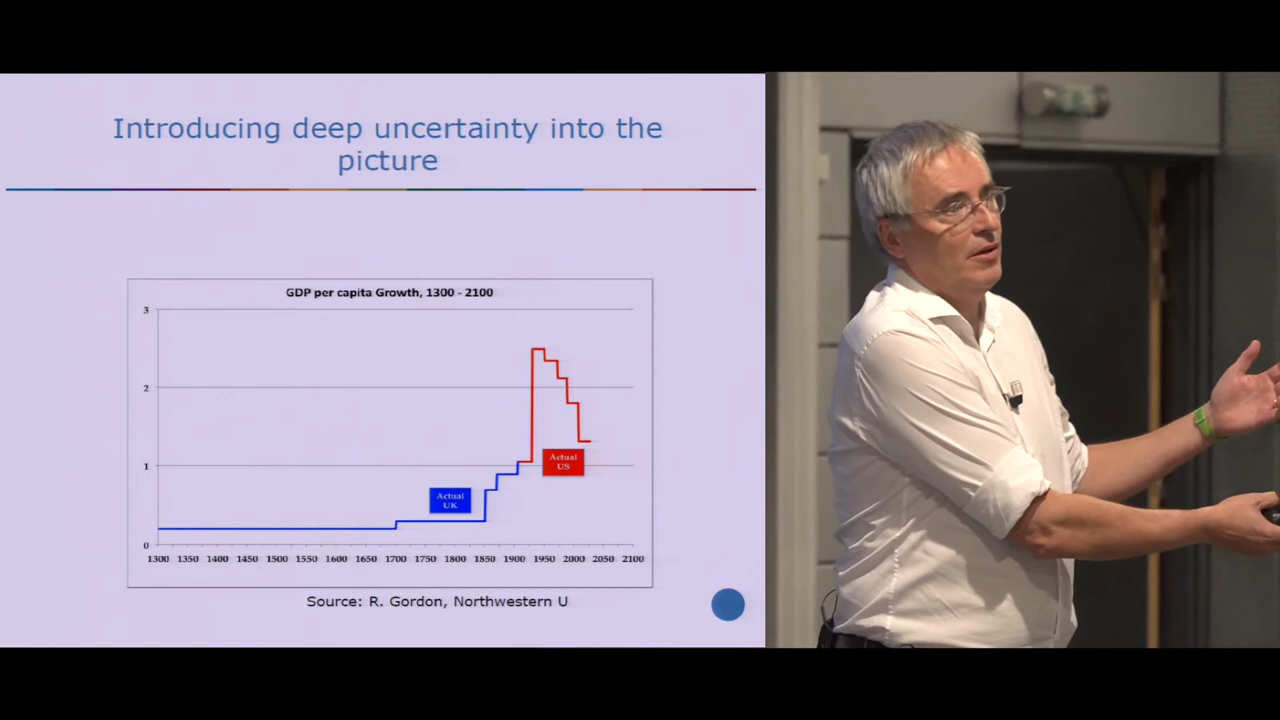 Introducing deep uncertainty into the
picture
GDP per capita Growth, 1300 - 2100
3
2
1
0
Actual
UK
Actual
US
1300 1350 1400 1450 1500 1550 1600 1650 1700 1750 1800 1850 1900 1950 2000 2050 2100
Source: R. Gordon, Northwestern U